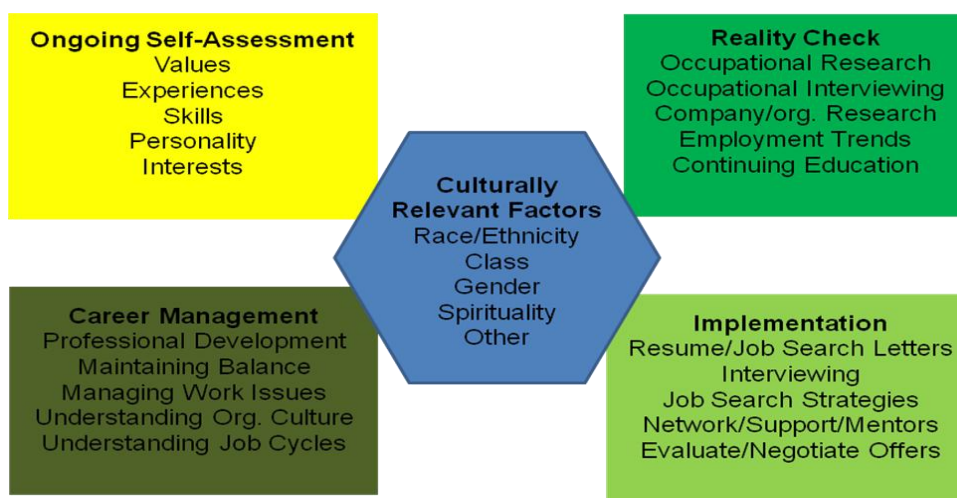 Ongoing Self-Assessment
Values
Experiences
Skills
Personality
Interests
Reality Check
Occupational Research
Occupational Interviewing
Company/org. Research
Employment Trends
Continuing Education
Culturally
Relevant Factors
Race/Ethnicity
Class
Gender
Spirituality
Other
Career Management
Professional Development
Maintaining Balance
Managing Work Issues
Understanding Org. Culture
Understanding Job Cycles
Implementation
Resume/Job Search Letters
Interviewing
Job Search Strategies
Network/Support/Mentors
Evaluate/Negotiate Offers